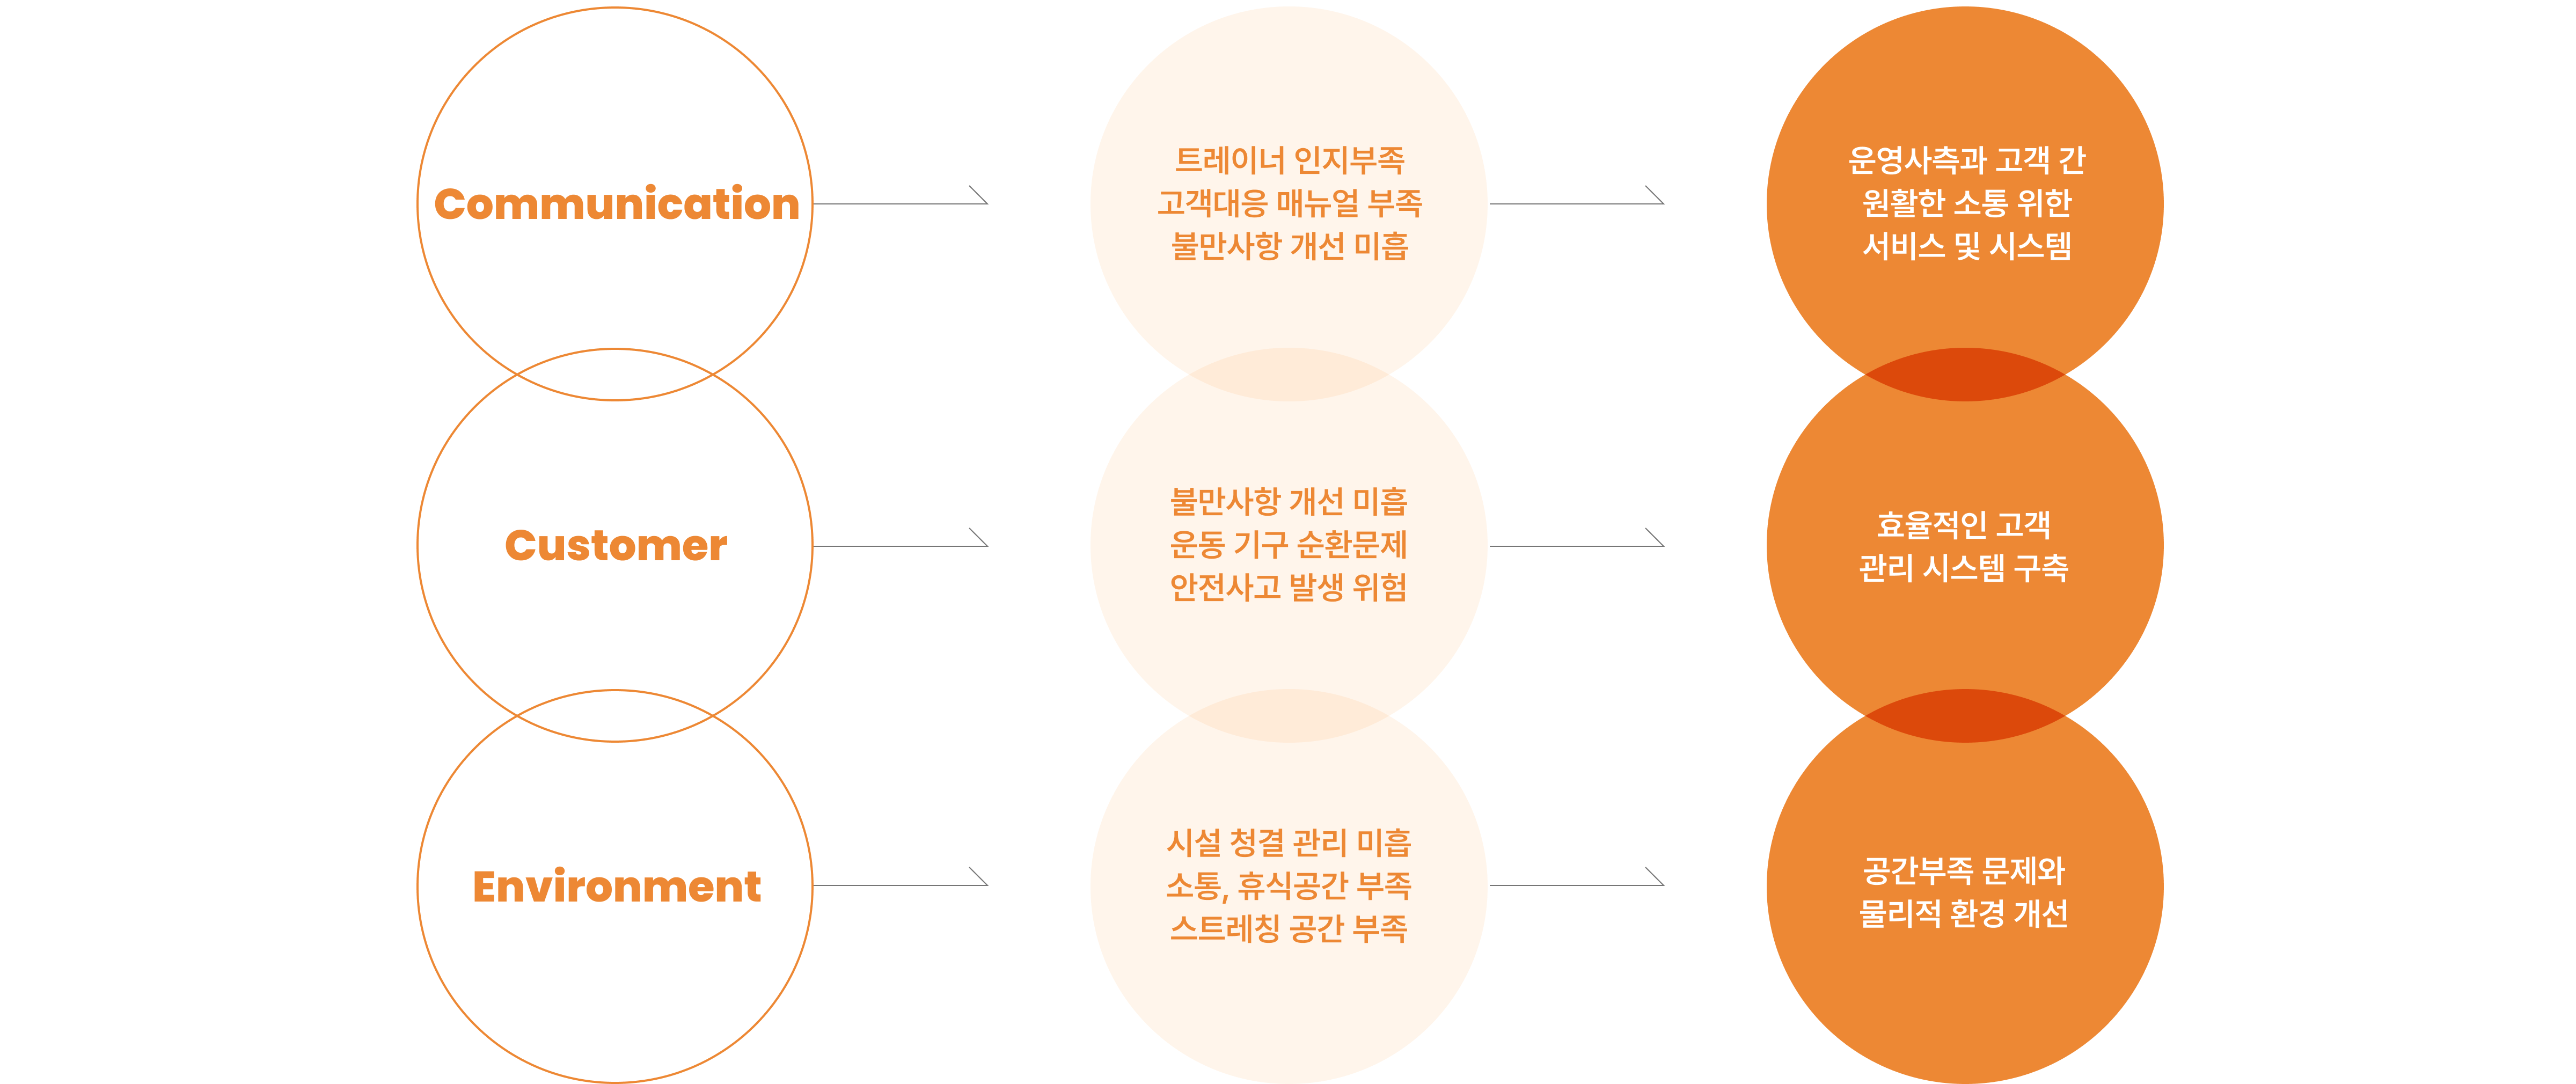 Communication
트레이너 인지부족
고객대응 매뉴얼 부족
불만사항 개선 미흡
운영사측과 고객 간
원활한 소통 위한
서비스 및 시스템
Customer
불만사항 개선 미흡
운동 기구 순환문제
안전사고 발생 위험
효율적인 고객
관리 시스템 구축
Environment
시설 청결 관리 미흡
소통, 휴식공간 부족
스트레칭 공간 부족
공간부족 문제와
물리적 환경 개선